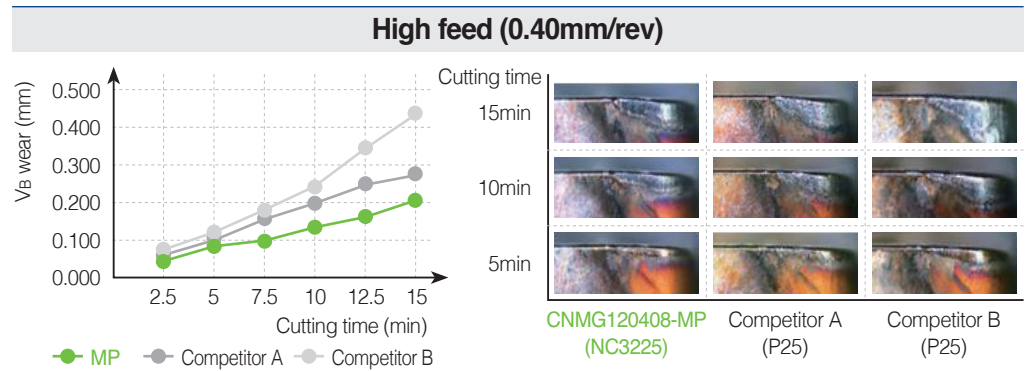 High feed (0.40mm/rev)
VB wear (mm)
0.500
0.400
0.300
0.200
0.100
0.000
2.5 5 7.5 10 12.5 15
Cutting time (min)
MP Competitor A Competitor B
Cutting time
15min
10min
5min
CNMG120408-MP
(NC3225)
Competitor A
(P25)
Competitor B
(P25)